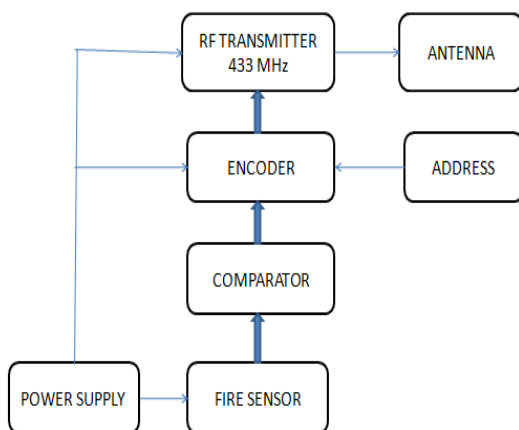 RF TRANSMITTER
433 MHz
ANTENNA
ENCODER
ADDRESS
COMPARATOR
POWER SUPPLY
FIRE SENSOR